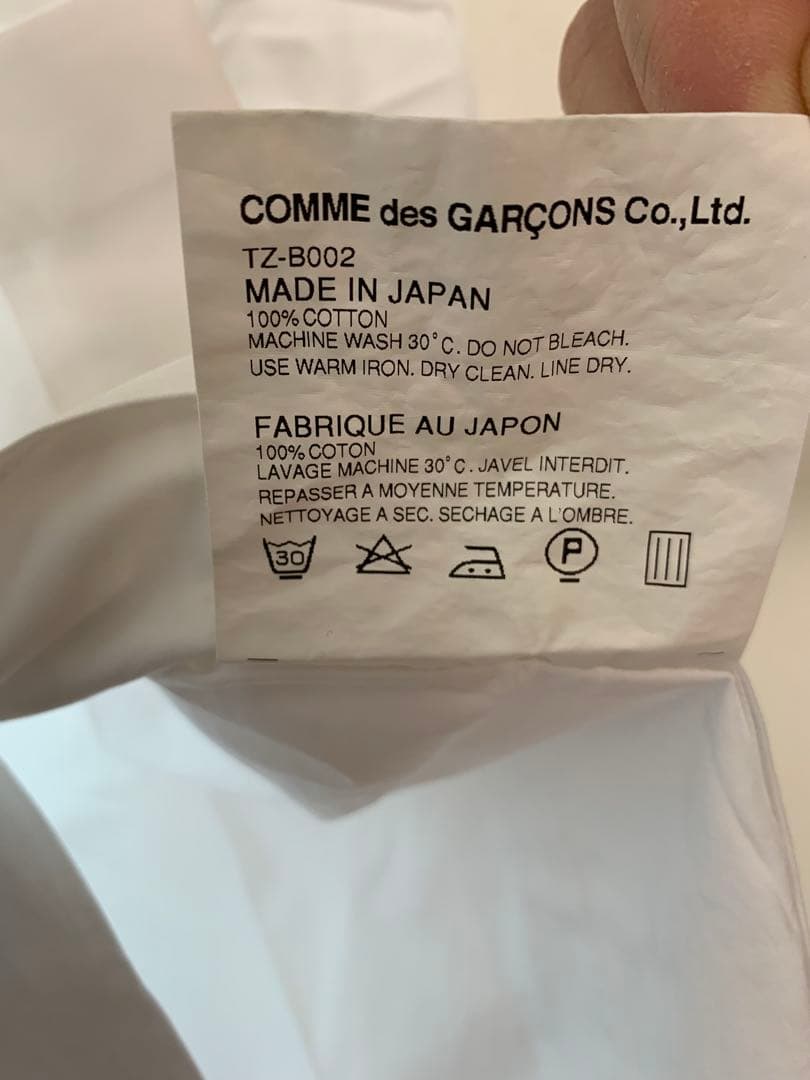 COMME des GARÇONS Co.,Ltd.
TZ-B002
MADE IN JAPAN
100% COTTON
MACHINE WASH 30°C. DO NOT BLEACH.
USE WARM IRON. DRY CLEAN. LINE DRY.
FABRIQUE AU JAPON
100% COTON
LAVAGE MACHINE 30°C. JAVEL INTERDIT.
REPASSER A MOYENNE TEMPERATURE.
NETTOYAGE A SEC. SECHAGE A L'OMBRE.
30 P